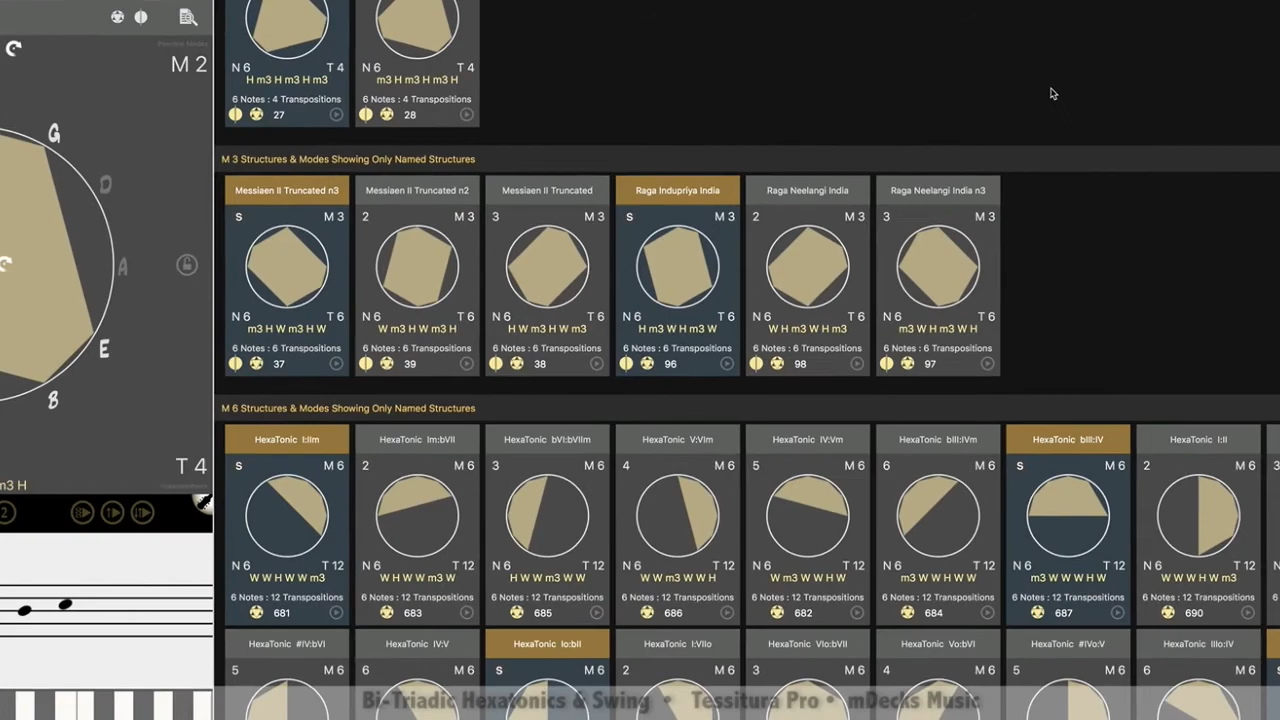 Potential Modes
M 2
G
D
A
E
B
T 4
m3 H
2
N 6 T 4
H m3 H m3 H m3
6 Notes : 4 Transpositions
27
N 6 T 4
m3 H m3 H m3 H
6 Notes : 4 Transpositions
28
M 3 Structures & Modes Showing Only Named Structures
Messiaen II Truncated n3
S M 3
N 6 T 6
m3 H W m3 H W
6 Notes : 6 Transpositions
37
Messiaen II Truncated n2
2 M 3
N 6 T 6
W m3 H W m3 H
6 Notes : 6 Transpositions
39
Messiaen II Truncated
3 M 3
N 6 T 6
H W m3 H W m3
6 Notes : 6 Transpositions
38
Raga Indupriya India
S M 3
N 6 T 6
H m3 W H m3 W
6 Notes : 6 Transpositions
96
Raga Neelangi India
2 M 3
N 6 T 6
W H m3 W H m3
6 Notes : 6 Transpositions
98
Raga Neelangi India n3
3 M 3
N 6 T 6
m3 W H m3 W H
6 Notes : 6 Transpositions
97
M 6 Structures & Modes Showing Only Named Structures
HexaTonic I:IIm
S M 6
N 6 T 12
W W H W W m3
6 Notes : 12 Transpositions
681
HexaTonic Im:bVII
2 M 6
N 6 T 12
W H W W m3 W
6 Notes : 12 Transpositions
683
HexaTonic bVI:bVIIm
3 M 6
N 6 T 12
H W W m3 W W
6 Notes : 12 Transpositions
685
HexaTonic V:VIm
4 M 6
N 6 T 12
W W m3 W W H
6 Notes : 12 Transpositions
686
HexaTonic IV:Vm
5 M 6
N 6 T 12
W m3 W W H W
6 Notes : 12 Transpositions
682
HexaTonic bIII:IVm
6 M 6
N 6 T 12
m3 W W H W W
6 Notes : 12 Transpositions
684
HexaTonic bIII:IV
S M 6
N 6 T 12
m3 W W W H W
6 Notes : 12 Transpositions
687
HexaTonic I:II
2 M 6
N 6 T 12
W W W H W m3
6 Notes : 12 Transpositions
690
3
HexaTonic #IV:bVI
5 M 6
HexaTonic IV:V
6 M 6
HexaTonic Io:bII
S M 6
HexaTonic I:VIIo
2 M 6
HexaTonic VIo:bVII
3 M 6
HexaTonic Vo:bVI
4 M 6
HexaTonic #IVo:V
5 M 6
HexaTonic IIIo:IV
6 M 6
S
Bi-Triadic Hexatonics & Swing • Tessitura Pro • mDecks Music